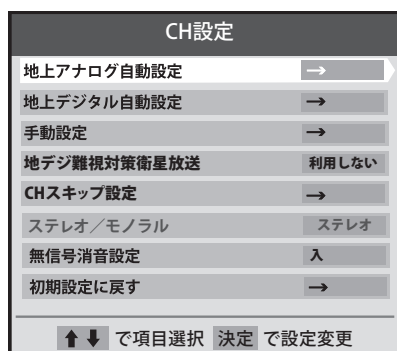 CH設定
地上アナログ自動設定 →
地上デジタル自動設定 →
手動設定 →
地デジ難視対策衛星放送 利用しない
CHスキップ設定 →
ステレオ／モノラル ステレオ
無信号消音設定 入
初期設定に戻す →
⬆⬇ で項目選択 決定 で設定変更